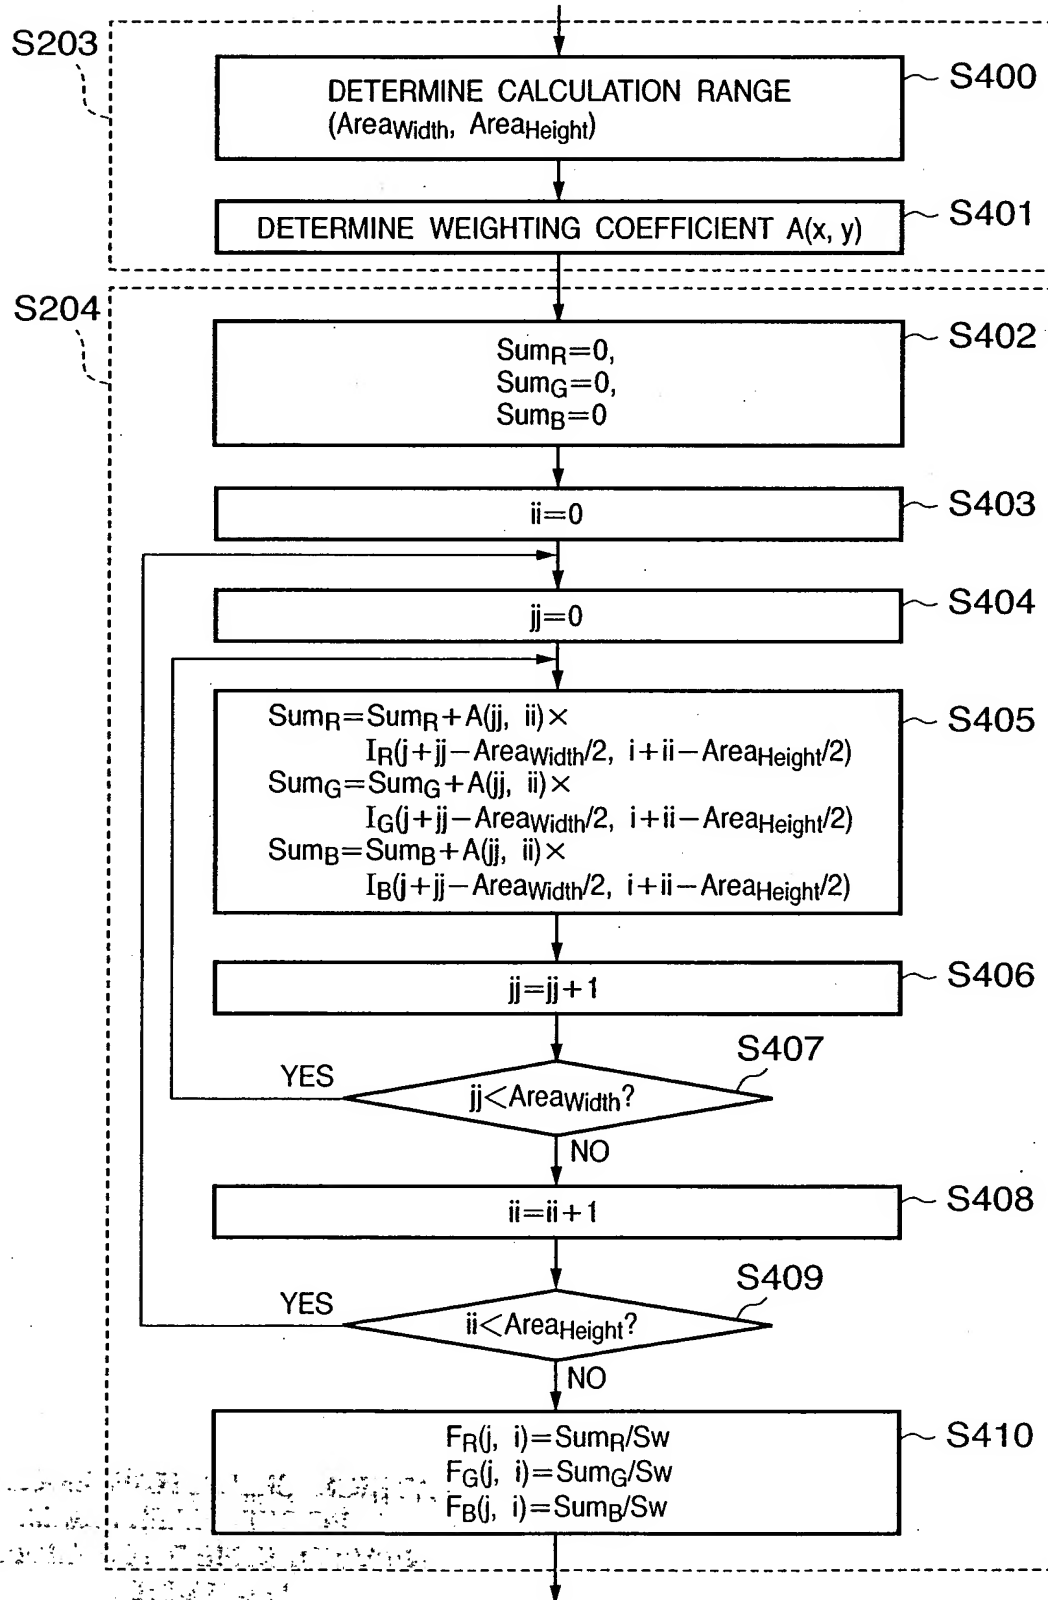 S203
S400
DETERMINE CALCULATION RANGE
(AreaWidth, AreaHeight)
S401
DETERMINE WEIGHTING COEFFICIENT A(x, y)
S204
S402
SumR=0,
SumG=0,
SumB=0
S403
ii=0
S404
jj=0
S405
SumR=SumR+A(jj, ii)×
IR(j+jj−AreaWidth/2, i+ii−AreaHeight/2)
SumG=SumG+A(jj, ii)×
IG(j+jj−AreaWidth/2, i+ii−AreaHeight/2)
SumB=SumB+A(jj, ii)×
IB(j+jj−AreaWidth/2, i+ii−AreaHeight/2)
S406
jj=jj+1
S407
YES
jj<AreaWidth?
NO
S408
ii=ii+1
S409
YES
ii<AreaHeight?
NO
S410
FR(j, i)=SumR/Sw
FG(j, i)=SumG/Sw
FB(j, i)=SumB/Sw